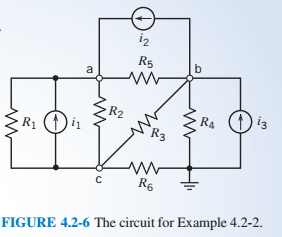 i2
R5
a
b
R1
i1
R2
R3
R4
i3
c
R6
FIGURE 4.2-6 The circuit for Example 4.2-2.